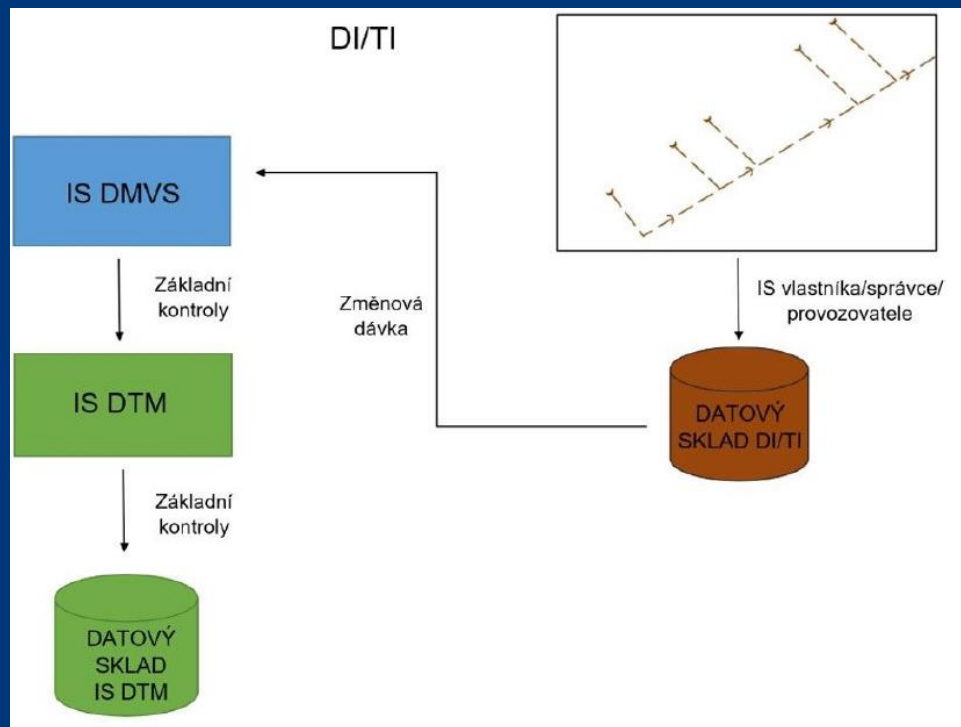 DI/TI
IS DMVS
Základní
kontroly
IS DTM
Základní
kontroly
DATOVÝ
SKLAD
IS DTM
Změnová
dávka
IS vlastníka/správce/
provozovatele
DATOVÝ
SKLAD DI/TI